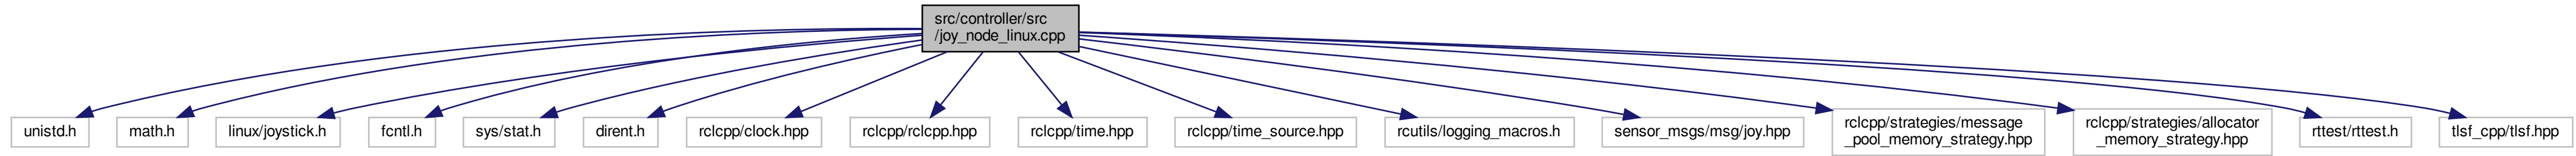 src/controller/src
/joy_node_linux.cpp
unistd.h
math.h
linux/joystick.h
fcntl.h
sys/stat.h
dirent.h
rclcpp/clock.hpp
rclcpp/rclcpp.hpp
rclcpp/time.hpp
rclcpp/time_source.hpp
rcutils/logging_macros.h
sensor_msgs/msg/joy.hpp
rclcpp/strategies/message
_pool_memory_strategy.hpp
rclcpp/strategies/allocator
_memory_strategy.hpp
rttest/rttest.h
tlsf_cpp/tlsf.hpp